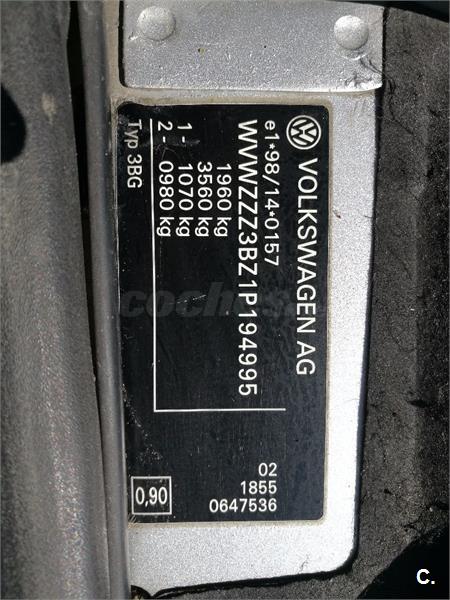 VOLKSWAGEN AG
e1*98/14*0157
WVWZZZ3BZ1P194995
1960 kg
3560 kg
1 - 1070 kg
2 - 0980 kg
Typ 3BG
02
1855
0647536
0,90
C.